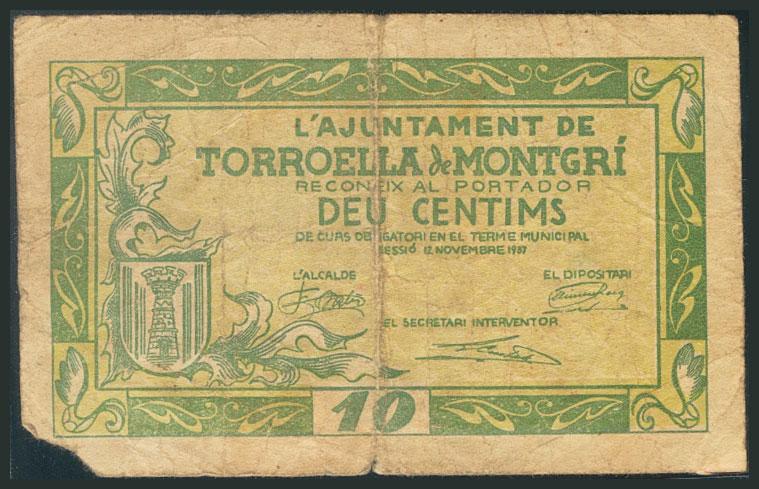 L'AJUNTAMENT DE
TORROELLA de MONTGRÍ
RECONEIX AL PORTADOR
DEU CENTIMS
DE CURS OBLIGATORI EN EL TERME MUNICIPAL
SESSIÓ 12 NOVEMBRE 1937
L'ALCALDE
EL DIPOSITARI
EL SECRETARI INTERVENTOR
10